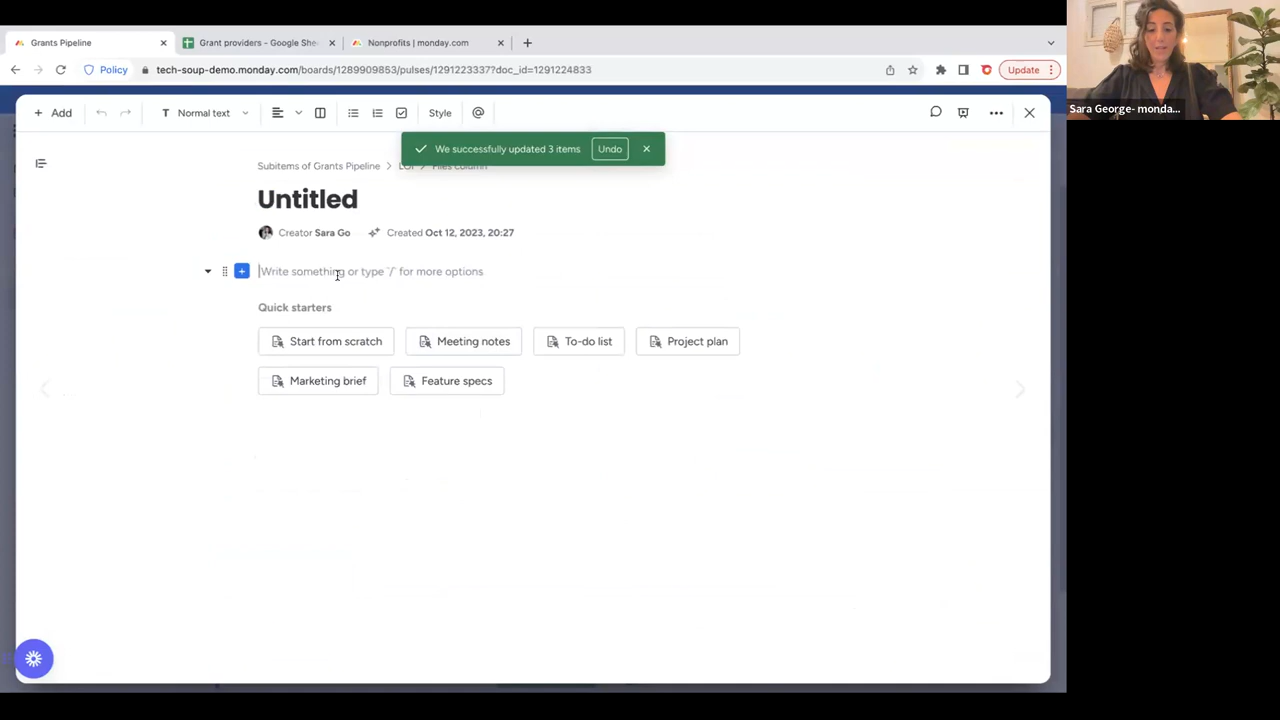 Grants Pipeline
Grant providers - Google She
Nonprofits | monday.com
Policy
tech-soup-demo.monday.com/boards/1289909853/pulses/1291223337?doc_id=1291224833
Update
Sara George- monda...
+ Add
T Normal text
Style
@
We successfully updated 3 items
Undo
Subitems of Grants Pipeline > LOI > Files column
Untitled
Creator Sara Go
Created Oct 12, 2023, 20:27
Write something or type '/' for more options
Quick starters
Start from scratch
Meeting notes
To-do list
Project plan
Marketing brief
Feature specs